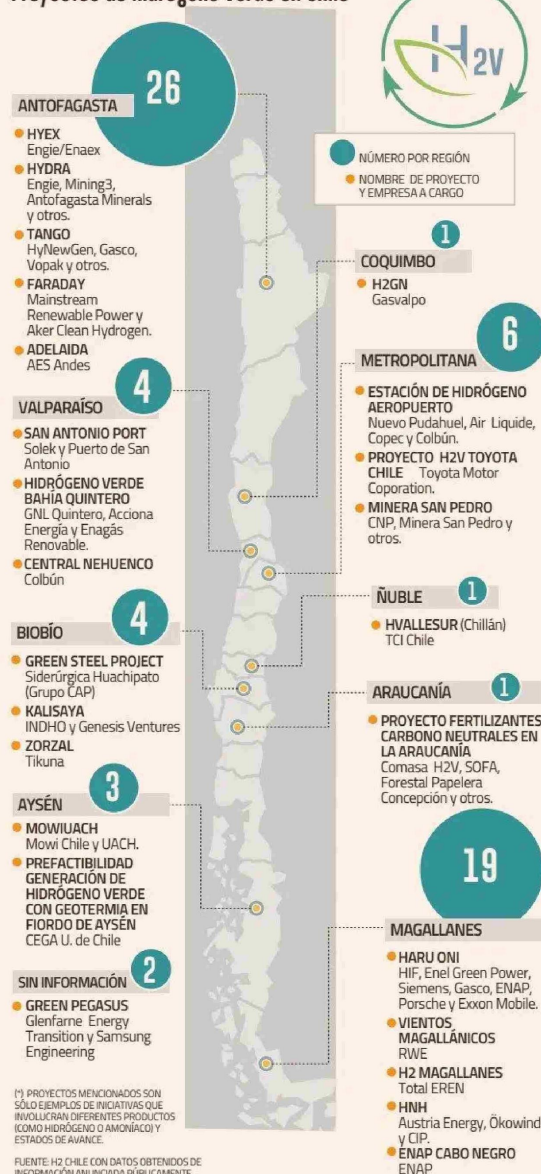 Proyectos de hidrógeno verde en Chile
H2V
NÚMERO POR REGIÓN
NOMBRE DE PROYECTO
Y EMPRESA A CARGO
26
ANTOFAGASTA
HYEX
Engie/Enaex
HYDRA
Engie, Mining3,
Antofagasta Minerals
y otros.
TANGO
HyNewGen, Gasco,
Vopak y otros.
FARADAY
Mainstream
Renewable Power y
Aker Clean Hydrogen.
ADELAIDA
AES Andes
4
VALPARAÍSO
SAN ANTONIO PORT
Solek y Puerto de San
Antonio
HIDRÓGENO VERDE
BAHÍA QUINTERO
GNL Quintero, Acciona
Energía y Enagás
Renovable.
CENTRAL NEHUENCO
Colbún
4
BIOBÍO
GREEN STEEL PROJECT
Siderúrgica Huachipato
(Grupo CAP)
KALISAYA
INDHO y Genesis Ventures
ZORZAL
Tikuna
3
AYSÉN
MOWIUACH
Mowi Chile y UACH.
PREFACTIBILIDAD
GENERACIÓN DE
HIDRÓGENO VERDE
CON GEOTERMIA EN
FIORDO DE AYSÉN
CEGA U. de Chile
2
SIN INFORMACIÓN
GREEN PEGASUS
Glenfarne Energy
Transition y Samsung
Engineering
(*) PROYECTOS MENCIONADOS SON
SÓLO EJEMPLOS DE INICIATIVAS QUE
INVOLUCRAN DIFERENTES PRODUCTOS
(COMO HIDRÓGENO O AMONÍACO) Y
ESTADOS DE AVANCE.
FUENTE: H2 CHILE CON DATOS OBTENIDOS DE
INFORMACIÓN ANUNCIADA PÚBLICAMENTE
1
COQUIMBO
H2GN
Gasvalpo
6
METROPOLITANA
ESTACIÓN DE HIDRÓGENO
AEROPUERTO
Nuevo Pudahuel, Air Liquide,
Copec y Colbún.
PROYECTO H2V TOYOTA
CHILE Toyota Motor
Coporation.
MINERA SAN PEDRO
CNP, Minera San Pedro y
otros.
1
ÑUBLE
HVALLESUR (Chillán)
TCI Chile
1
ARAUCANÍA
PROYECTO FERTILIZANTES
CARBONO NEUTRALES EN
LA ARAUCANÍA
Comasa H2V, SOFA,
Forestal Papelera
Concepción y otros.
19
MAGALLANES
HARU ONI
HIF, Enel Green Power,
Siemens, Gasco, ENAP,
Porsche y Exxon Mobile.
VIENTOS
MAGALLÁNICOS
RWE
H2 MAGALLANES
Total EREN
HNH
Austria Energy, Ökowind
y CIP.
ENAP CABO NEGRO
ENAP